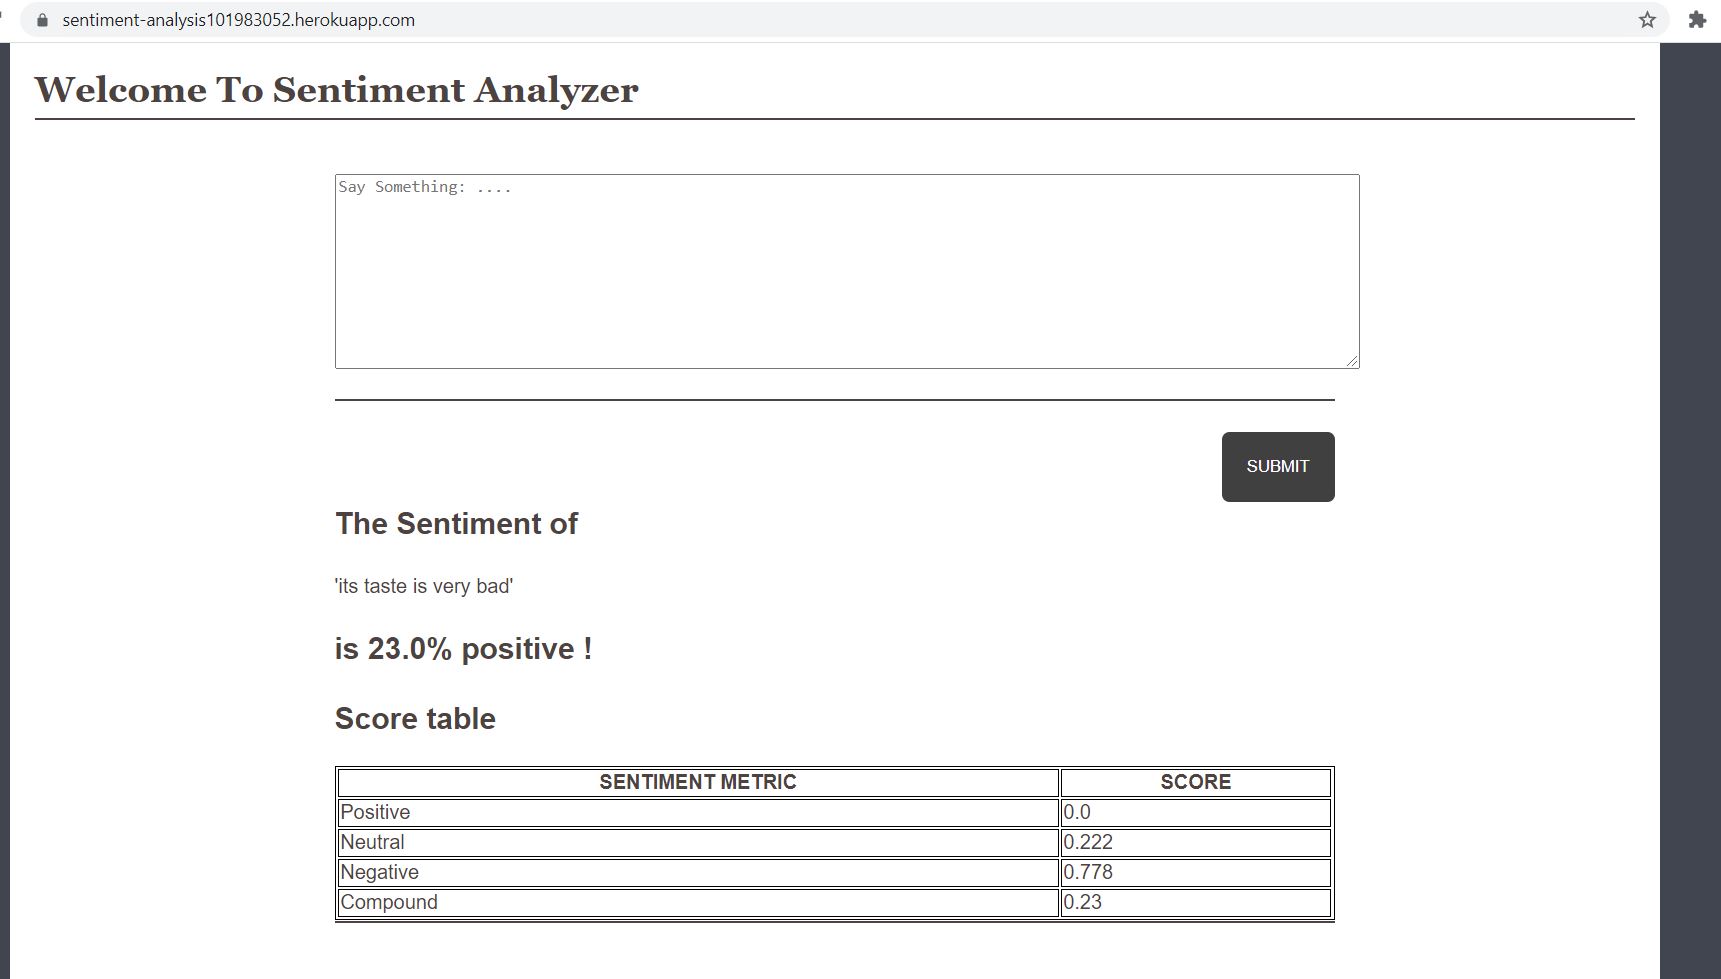 sentiment-analysis101983052.herokuapp.com
Welcome To Sentiment Analyzer
Say Something: ....
SUBMIT
The Sentiment of
'its taste is very bad'
is 23.0% positive !
Score table
SENTIMENT METRIC SCORE
Positive 0.0
Neutral 0.222
Negative 0.778
Compound 0.23